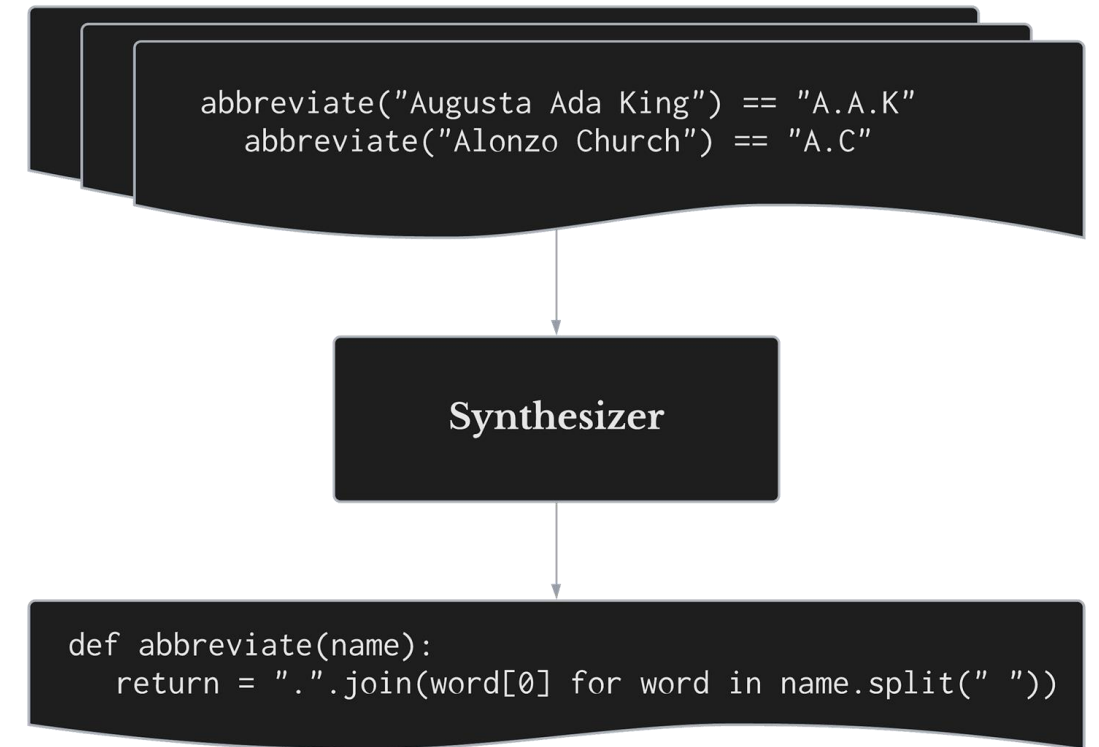 abbreviate("Augusta Ada King") == "A.A.K"
abbreviate("Alonzo Church") == "A.C"
Synthesizer
def abbreviate(name):
return = ".".join(word[0] for word in name.split(" "))